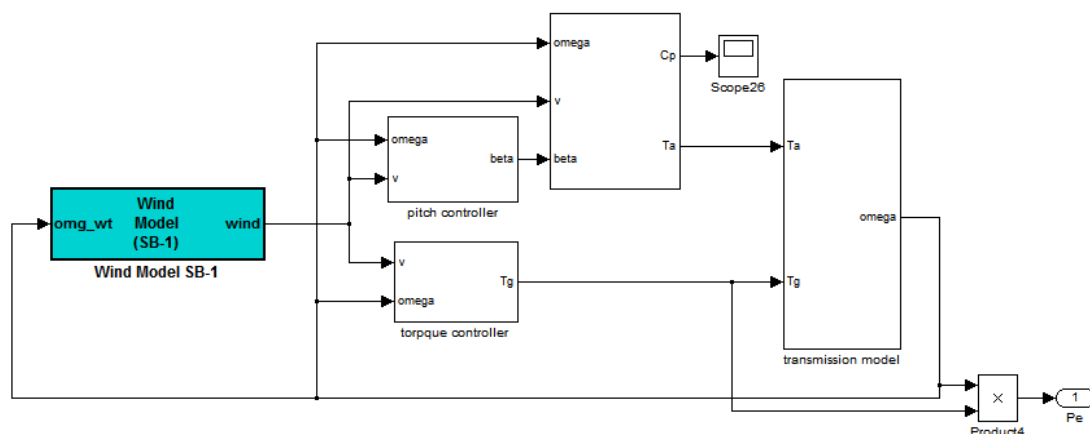 omega
v
beta
Cp
Ta
Scope26
omega
v
beta
pitch controller
omg_wt
Wind
Model
(SB-1)
wind
Wind Model SB-1
v
omega
Tg
torpque controller
Ta
Tg
omega
transmission model
×
Product4
1
Pe